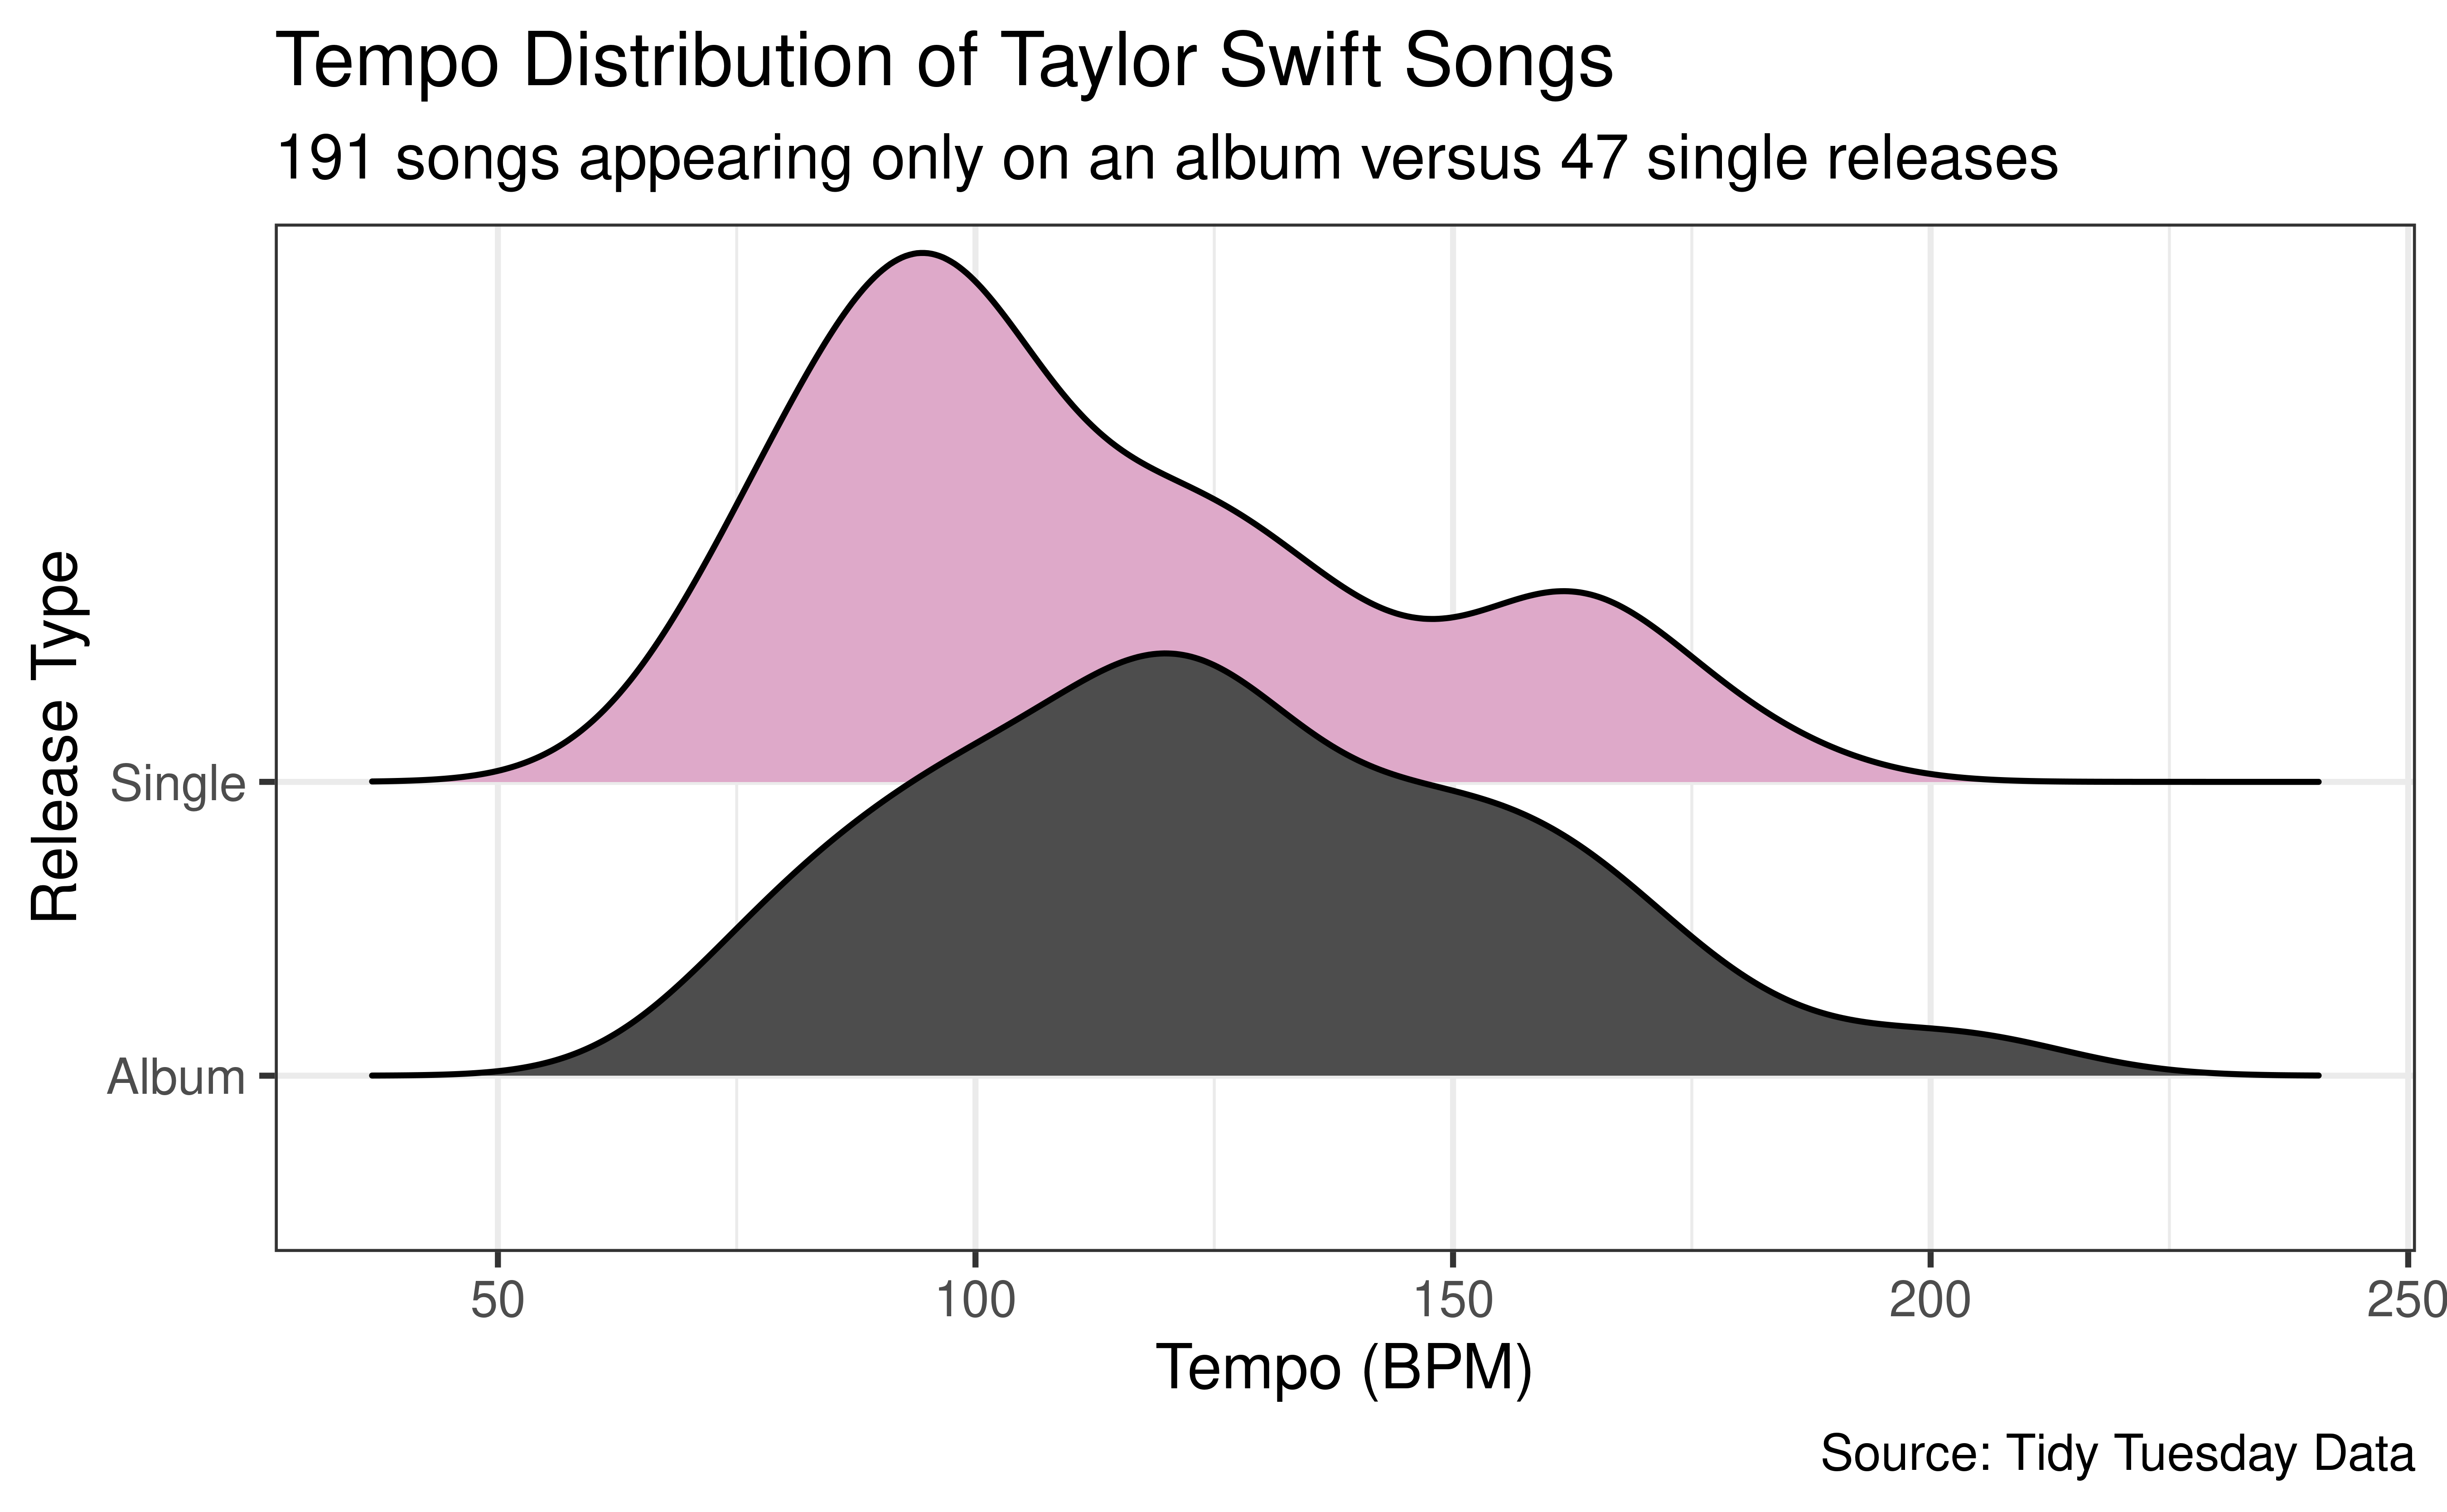 Tempo Distribution of Taylor Swift Songs
191 songs appearing only on an album versus 47 single releases
Release Type
Single
Album
50 100 150 200 250
Tempo (BPM)
Source: Tidy Tuesday Data